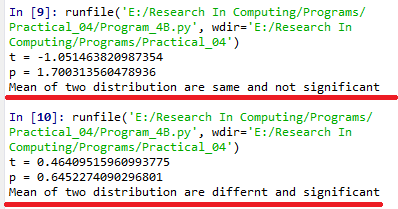 In [9]: runfile('E:/Research In Computing/Programs/
Practical_04/Program_4B.py', wdir='E:/Research In
Computing/Programs/Practical_04')
t = -1.051463820987354
p = 1.700313560478936
Mean of two distribution are same and not significant
In [10]: runfile('E:/Research In Computing/Programs/
Practical_04/Program_4B.py', wdir='E:/Research In
Computing/Programs/Practical_04')
t = 0.46409515960993775
p = 0.6452274090296801
Mean of two distribution are differnt and significant